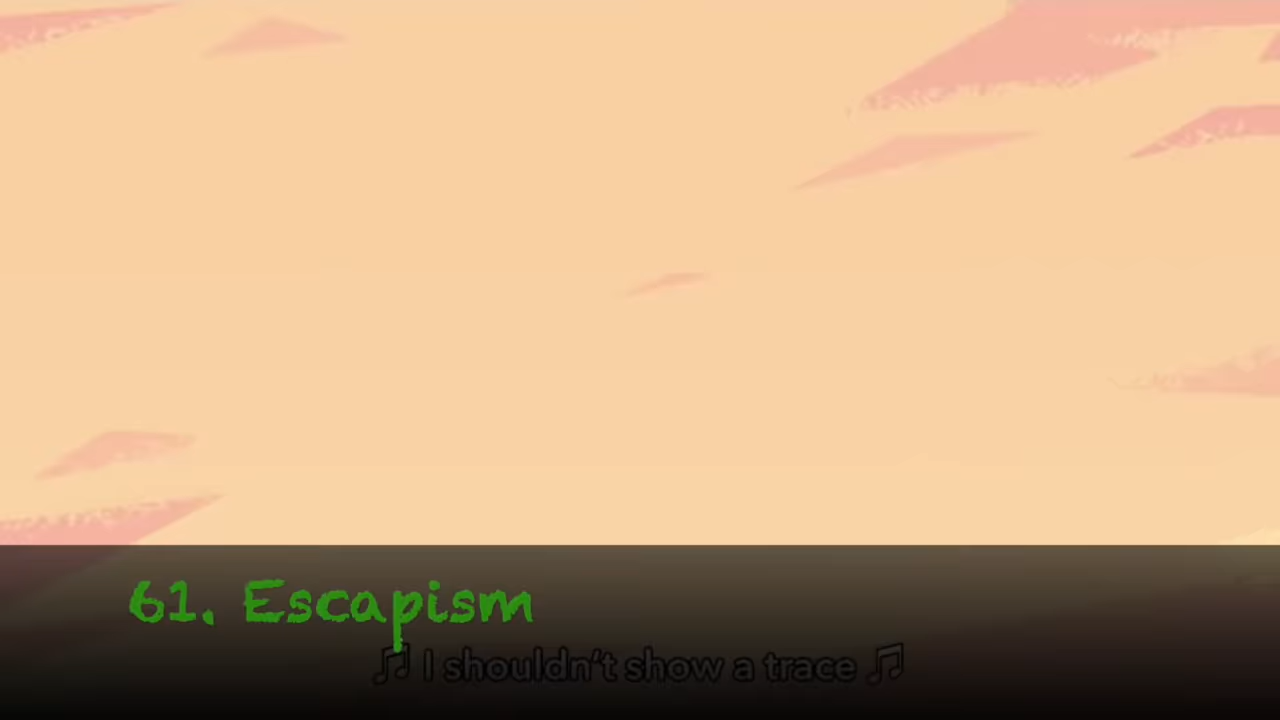 61. Escapism
♫ I shouldn't show a trace ♫